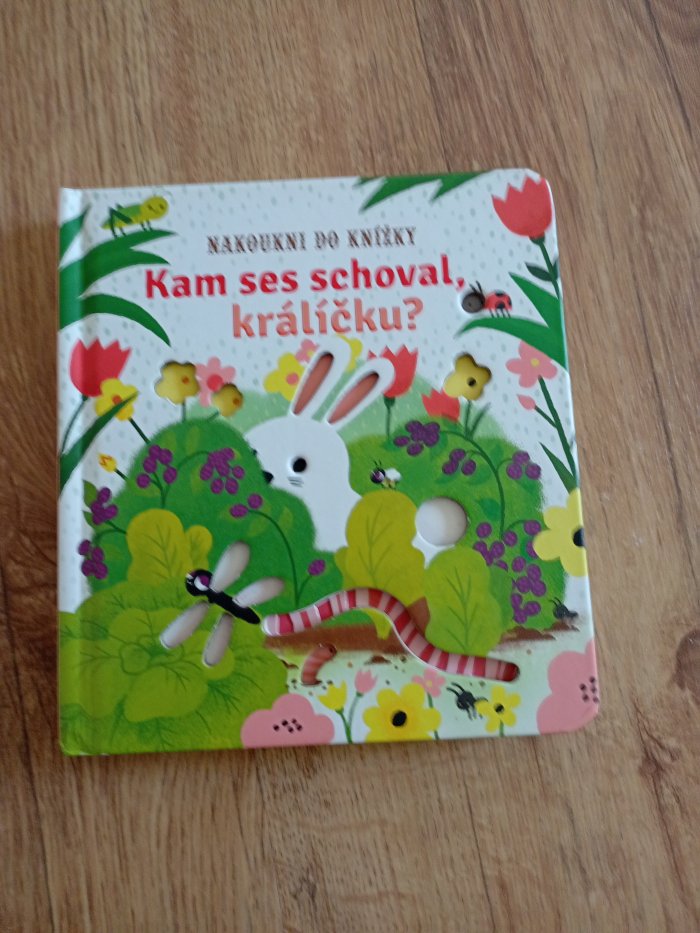 NAKOUKNI DO KNÍŽKY
Kam ses schoval,
králíčku?